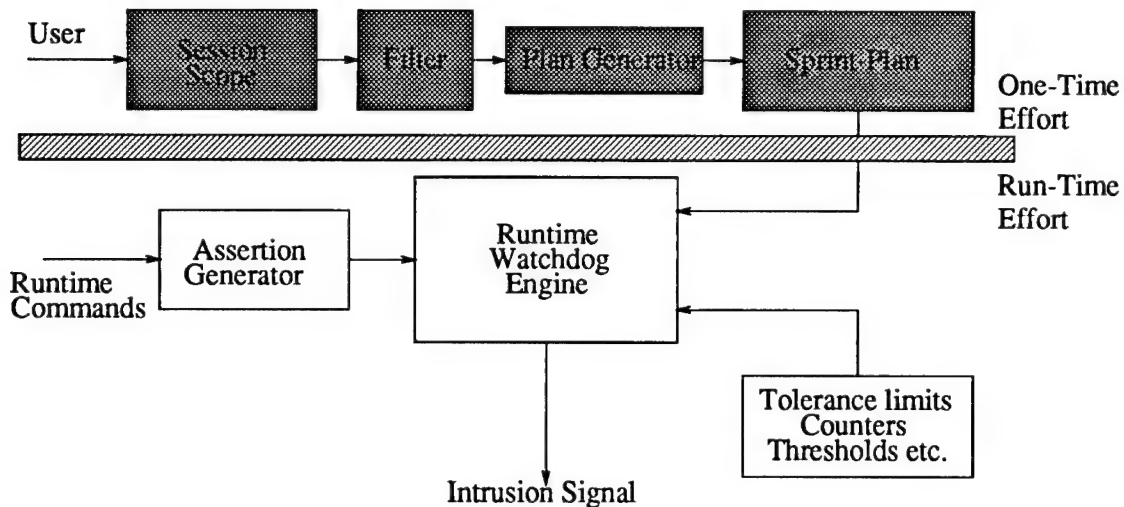 User
Session
Scope
Filter
Plan Generator
Sprint-Plan
One-Time
Effort
Run-Time
Effort
Runtime
Commands
Assertion
Generator
Runtime
Watchdog
Engine
Tolerance limits
Counters
Thresholds etc.
Intrusion Signal